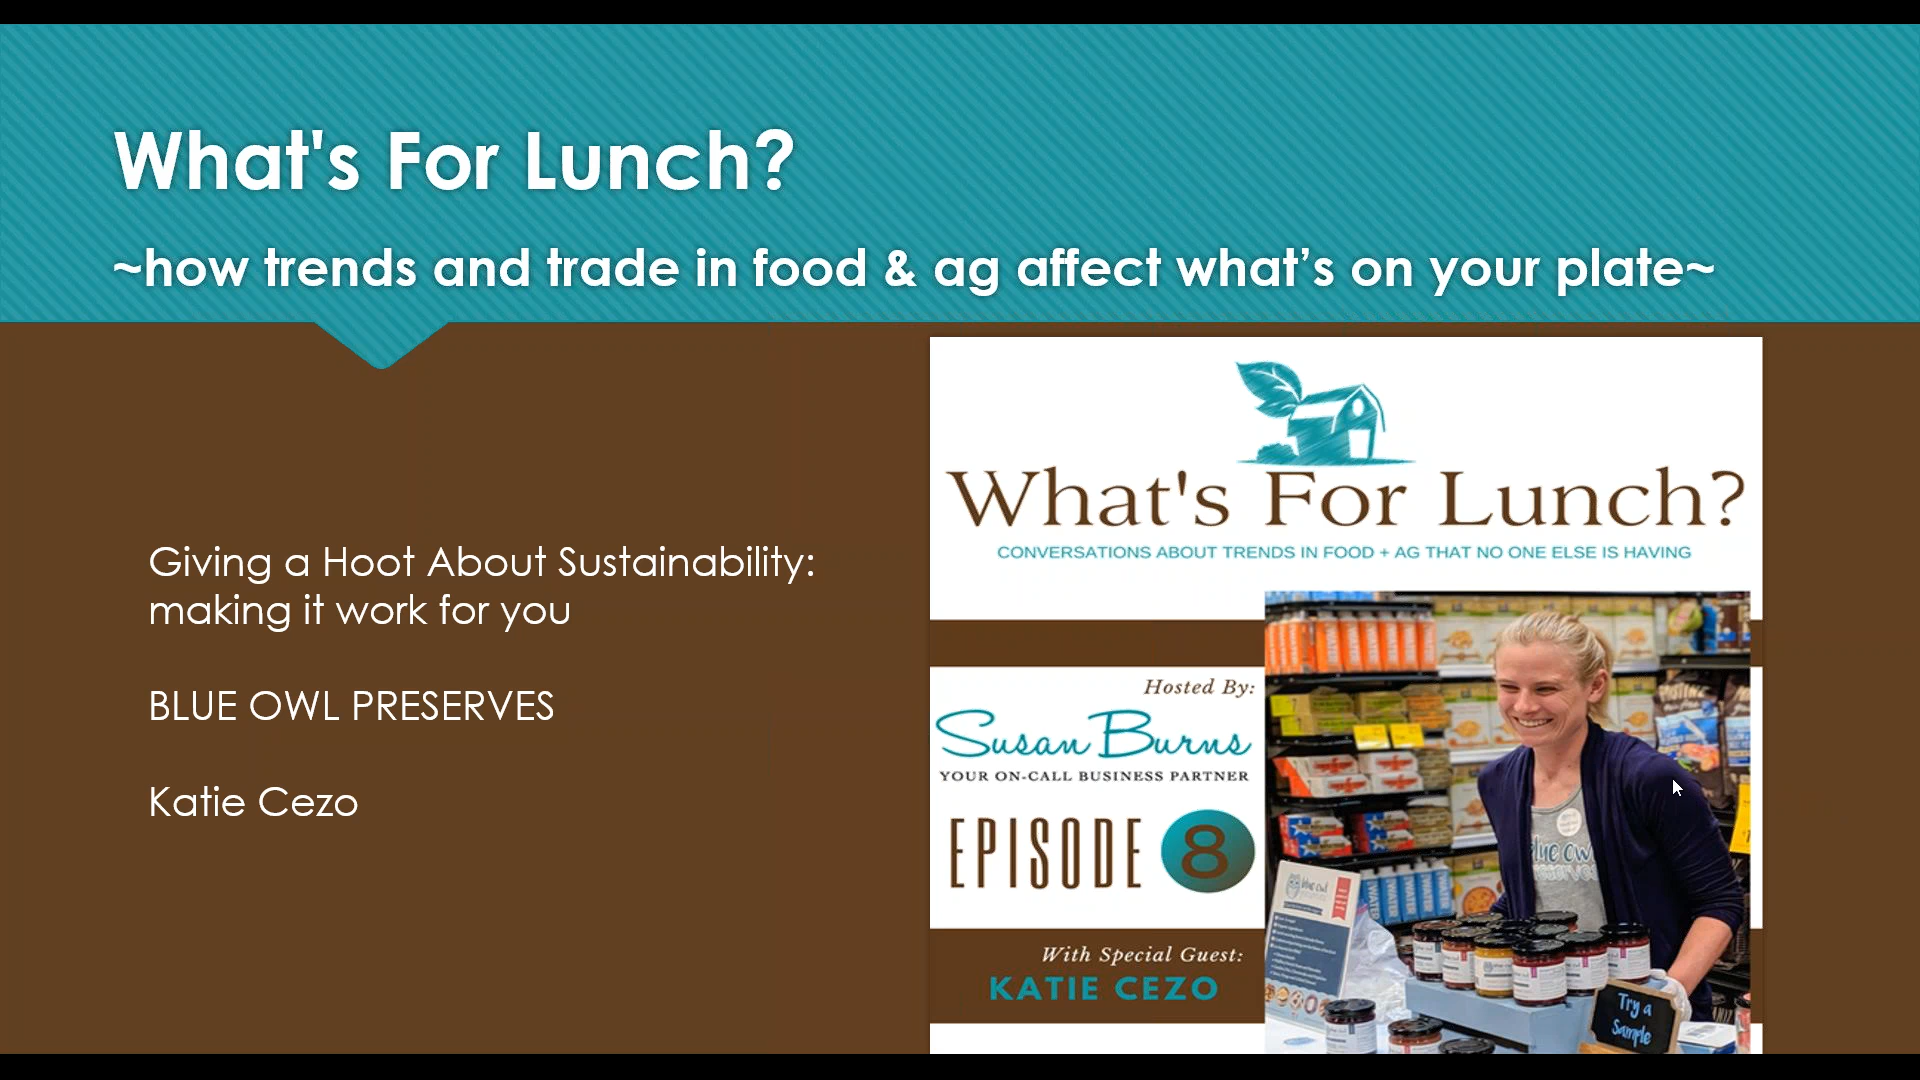 What's For Lunch?
~how trends and trade in food & ag affect what’s on your plate~
Giving a Hoot About Sustainability:
making it work for you
BLUE OWL PRESERVES
Katie Cezo
What's For Lunch?
CONVERSATIONS ABOUT TRENDS IN FOOD + AG THAT NO ONE ELSE IS HAVING
Hosted By:
Susan Burns
YOUR ON-CALL BUSINESS PARTNER
EPISODE 8
With Special Guest:
KATIE CEZO
blue owl
WATER
Try a
Sample